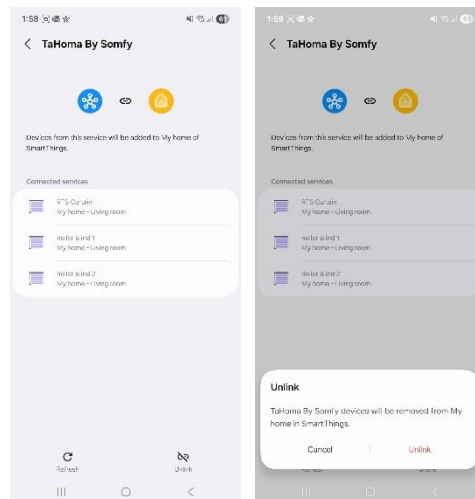 1:58
61
TaHoma By Somfy
Devices from this service will be added to My home of
SmartThings.
Connected services
RTS Curtain
My home - Living room
Roller Blind 1
My home - Living room
Roller Blind 2
My home - Living room
Refresh
Unlink
1:59
61
TaHoma By Somfy
Devices from this service will be added to My home of
SmartThings.
Connected services
RTS Curtain
My home - Living room
Roller Blind 1
My home - Living room
Roller Blind 2
My home - Living room
Unlink
TaHoma By Somfy devices will be removed from My
home in SmartThings.
Cancel
Unlink
Refresh
Unlink